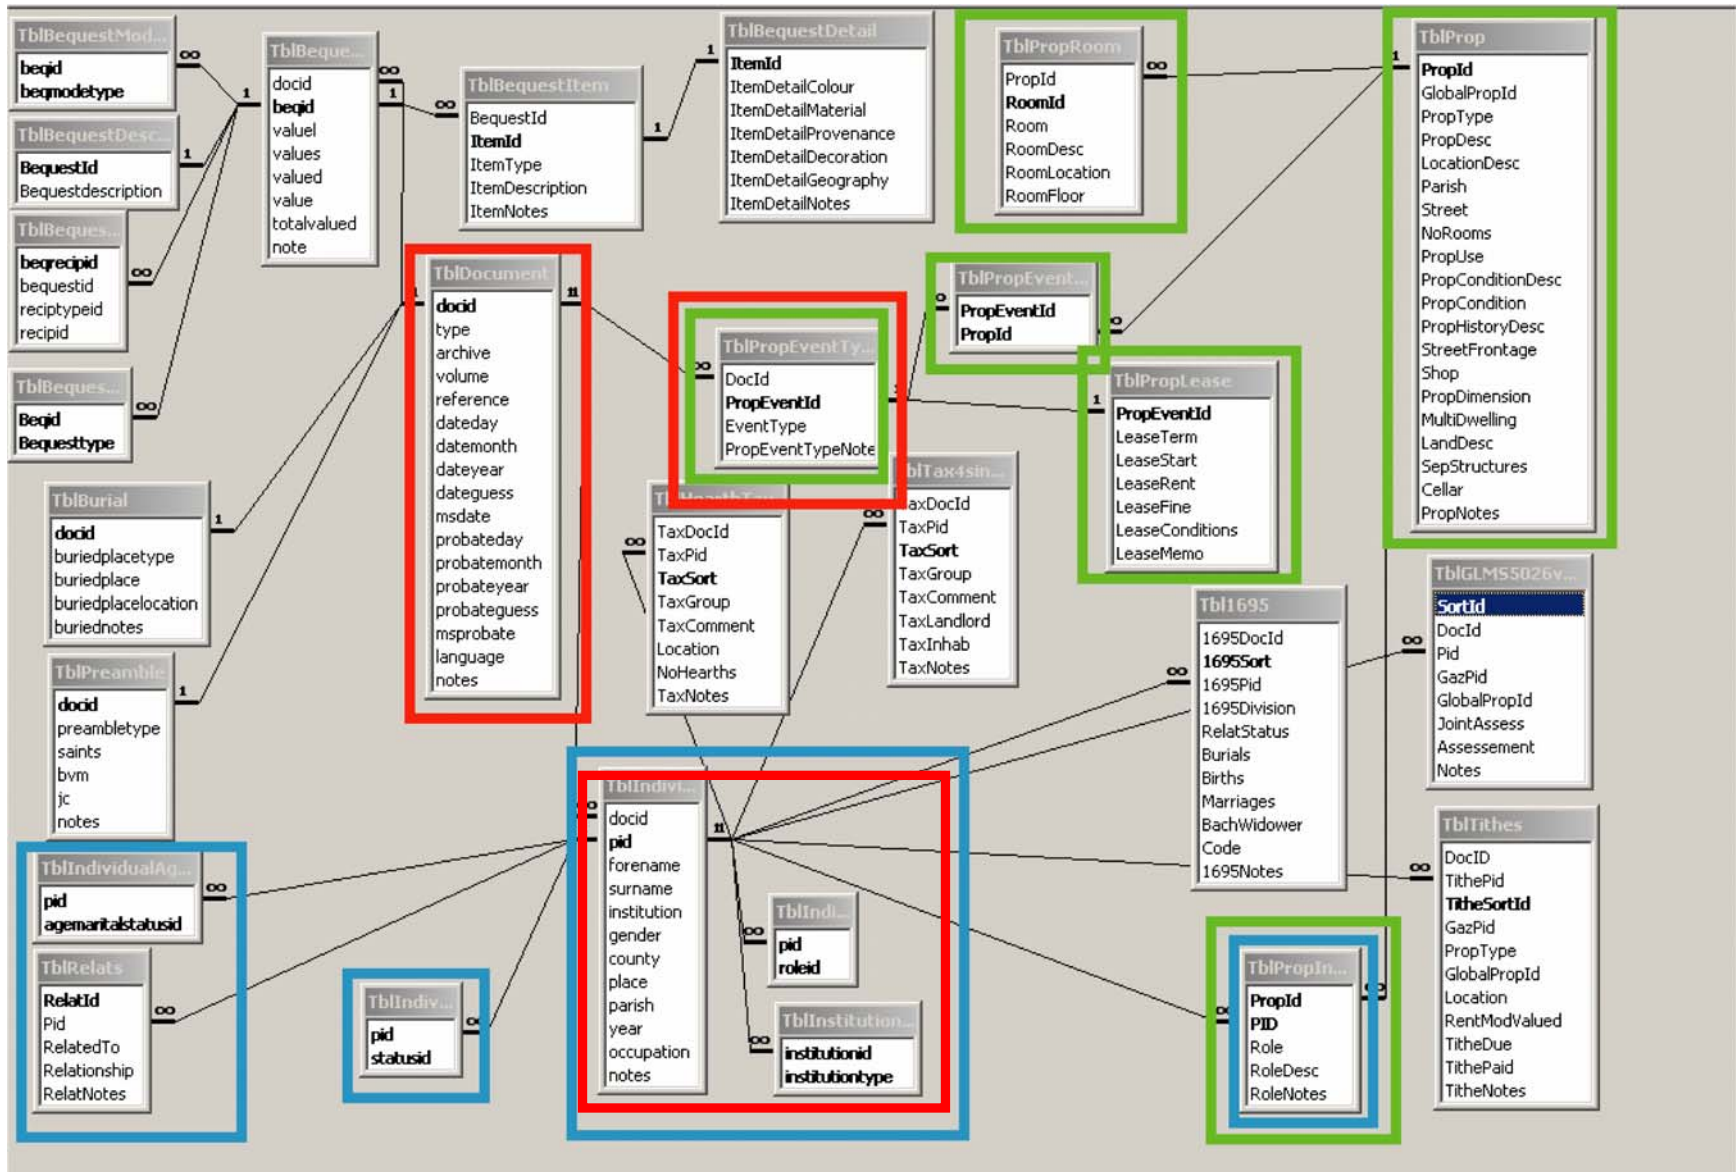 TblBequestMod...
beqid
beqmodetype
TblBequestDesc...
BequestId
Bequestdescription
TblBeques...
beqrecipid
bequestid
reciptypeid
recipid
TblBeques...
Beqid
Bequesttype
TblBeque...
docid
beqid
valuel
values
valued
value
totalvalued
note
TblBequestItem
BequestId
ItemId
ItemType
ItemDescription
ItemNotes
TblBequestDetail
ItemId
ItemDetailColour
ItemDetailMaterial
ItemDetailProvenance
ItemDetailDecoration
ItemDetailGeography
ItemDetailNotes
TblPropRoom
PropId
RoomId
Room
RoomDesc
RoomLocation
RoomFloor
TblProp
PropId
GlobalPropId
PropType
PropDesc
LocationDesc
Parish
Street
NoRooms
PropUse
PropConditionDesc
PropCondition
PropHistoryDesc
StreetFrontage
Shop
PropDimension
MultiDwelling
LandDesc
SepStructures
Cellar
PropNotes
TblDocument
docid
type
archive
volume
reference
dateday
datemonth
dateyear
dateguess
msdate
probateday
probatemonth
probateyear
probateguess
msprobate
language
notes
TblPropEventTy...
DocId
PropEventId
EventType
PropEventTypeNote
TblPropEvent...
PropEventId
PropId
TblPropLease
PropEventId
LeaseTerm
LeaseStart
LeaseRent
LeaseFine
LeaseConditions
LeaseMemo
TblBurial
docid
buriedplacetype
buriedplace
buriedplacelocation
buriednotes
TblPreamble
docid
preambletype
saints
bvm
jc
notes
TblHearthTax
TaxDocId
TaxPid
TaxSort
TaxGroup
TaxComment
Location
NoHearths
TaxNotes
TblTax4sin...
TaxDocId
TaxPid
TaxSort
TaxGroup
TaxComment
TaxLandlord
TaxInhab
TaxNotes
Tbl1695
1695DocId
1695Sort
1695Pid
1695Division
RelatStatus
Burials
Births
Marriages
BachWidower
Code
1695Notes
TblGLMS5026v...
SortId
DocId
Pid
GazPid
GlobalPropId
JointAssess
Assessement
Notes
TblTithes
DocID
TithePid
TitheSortId
GazPid
PropType
GlobalPropId
Location
RentModValued
TitheDue
TithePaid
TitheNotes
TblIndividualAg...
pid
agemaritalstatusid
TblRelats
RelatId
Pid
RelatedTo
Relationship
RelatNotes
TblIndiv...
pid
statusid
TblIndivi...
docid
pid
forename
surname
institution
gender
county
place
parish
year
occupation
notes
TblIndi...
pid
roleid
TblInstitution...
institutionid
institutiontype
TblPropIn...
PropId
PID
Role
RoleDesc
RoleNotes